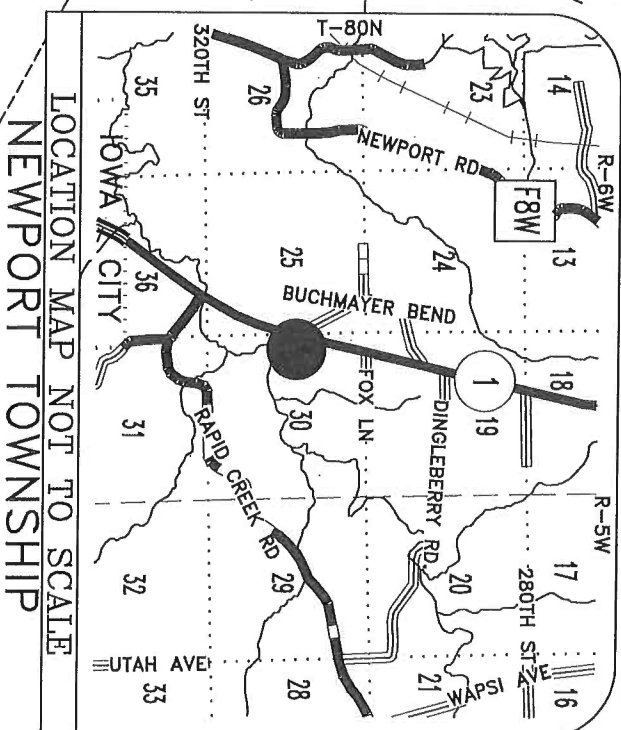 T-80N
R-6W
R-5W
14
13
18
17
16
23
24
19
20
21
26
25
30
29
28
35
36
31
32
33
F8W
1
320TH ST
NEWPORT RD
BUCHMAYER BEND
FOX LN
DINGLEBERRY RD.
280TH ST
RAPID CREEK RD
WAPSI AVE
UTAH AVE
IOWA
CITY
LOCATION MAP NOT TO SCALE
NEWPORT TOWNSHIP